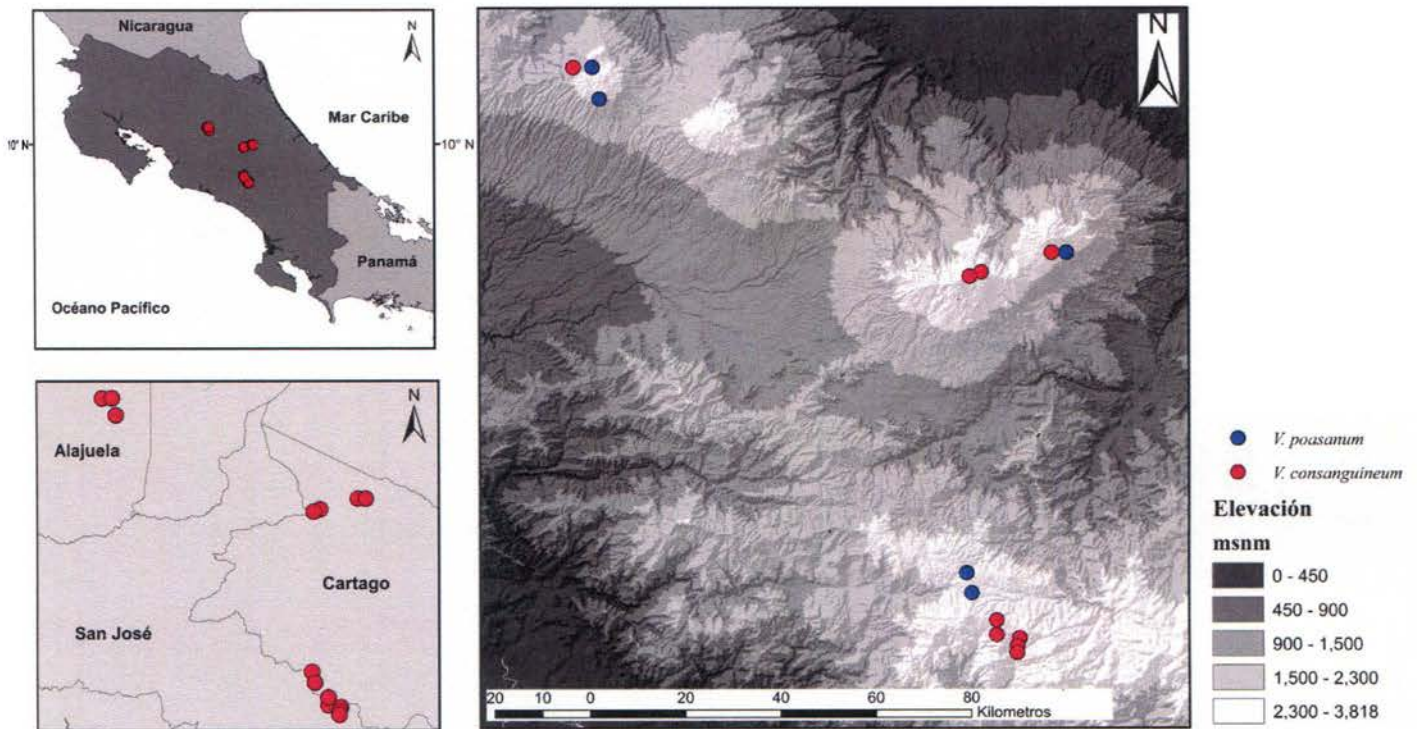 Nicaragua
N
Mar Caribe
10° N
10° N
Panamá
Océano Pacífico
N
Alajuela
Cartago
San José
N
20 10 0 20 40 60 80
Kilometros
V. poasanum
V. consanguineum
Elevación
msnm
0 - 450
450 - 900
900 - 1,500
1,500 - 2,300
2,300 - 3,818